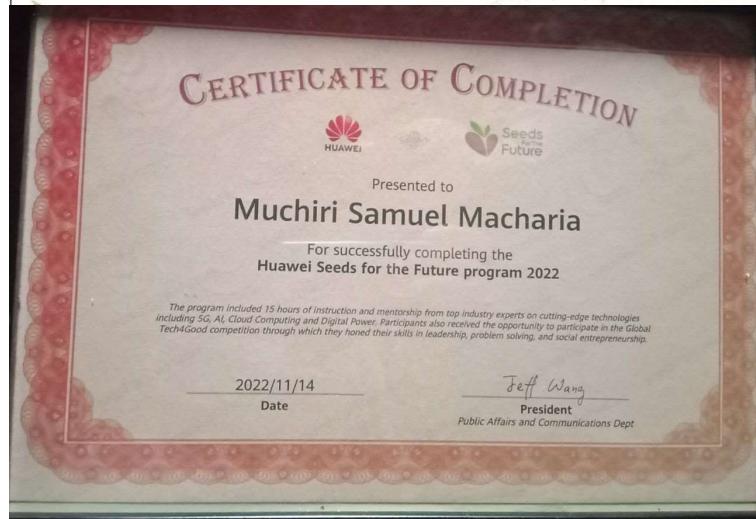 CERTIFICATE OF COMPLETION
HUAWEI
Seeds
For The
Future
Presented to
Muchiri Samuel Macharia
For successfully completing the
Huawei Seeds for the Future program 2022
The program included 15 hours of instruction and mentorship from top industry experts on cutting-edge technologies
including 5G, AI, Cloud Computing and Digital Power. Participants also received the opportunity to participate in the Global
Tech4Good competition through which they honed their skills in leadership, problem solving, and social entrepreneurship.
2022/11/14
Date
Jeff Wang
President
Public Affairs and Communications Dept